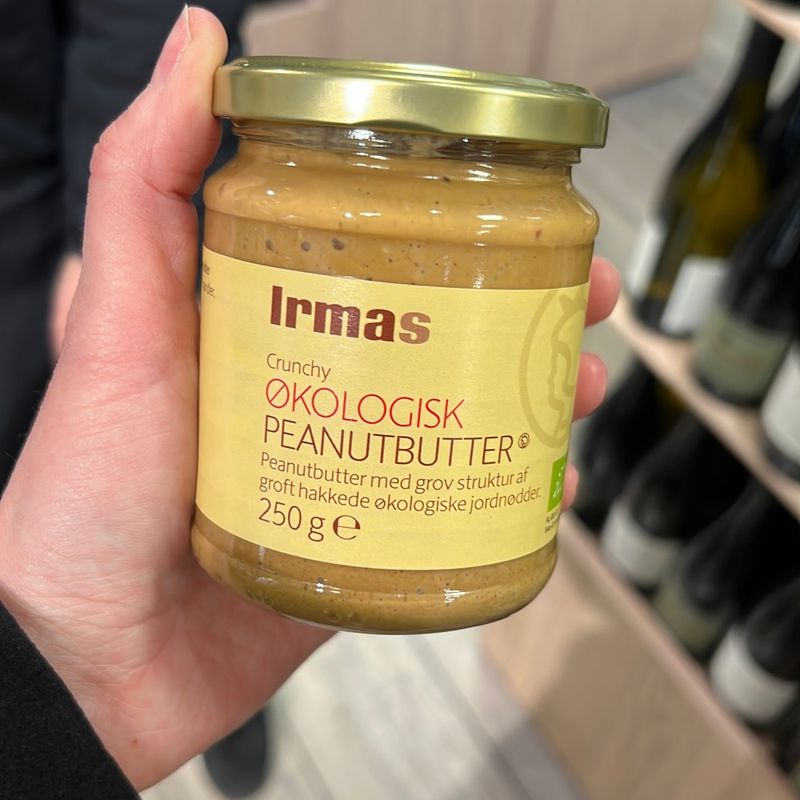 Irmas
Crunchy
ØKOLOGISK
PEANUTBUTTER
Peanutbutter med grov struktur af
groft hakkede økologiske jordnødder.
250 g ℮